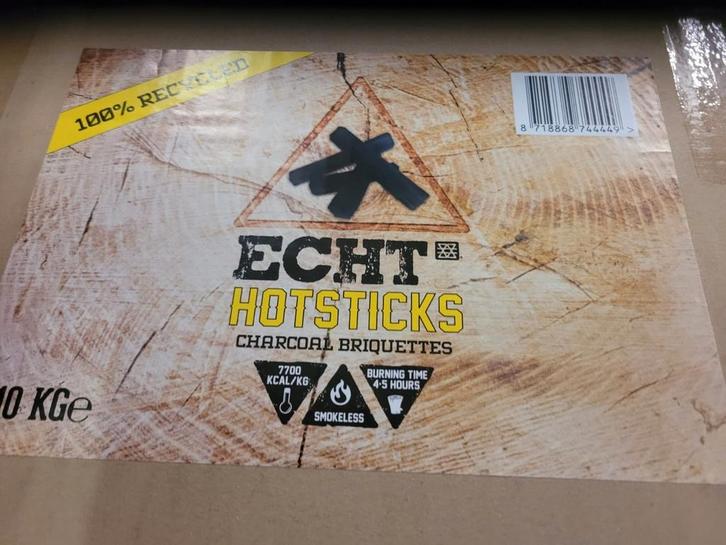 100% RECYCLED
8 718868 744449 >
ECHT
HOTSTICKS
CHARCOAL BRIQUETTES
7700
KCAL/KG
SMOKELESS
BURNING TIME
4-5 HOURS
10 KGe